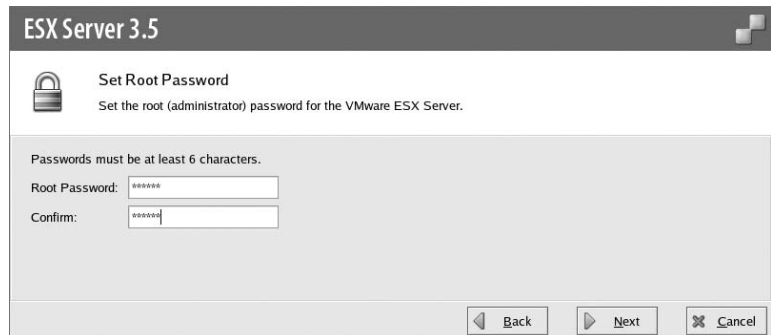 ESX Server 3.5
Set Root Password
Set the root (administrator) password for the VMware ESX Server.
Passwords must be at least 6 characters.
Root Password: ******
Confirm: ******
Back Next Cancel